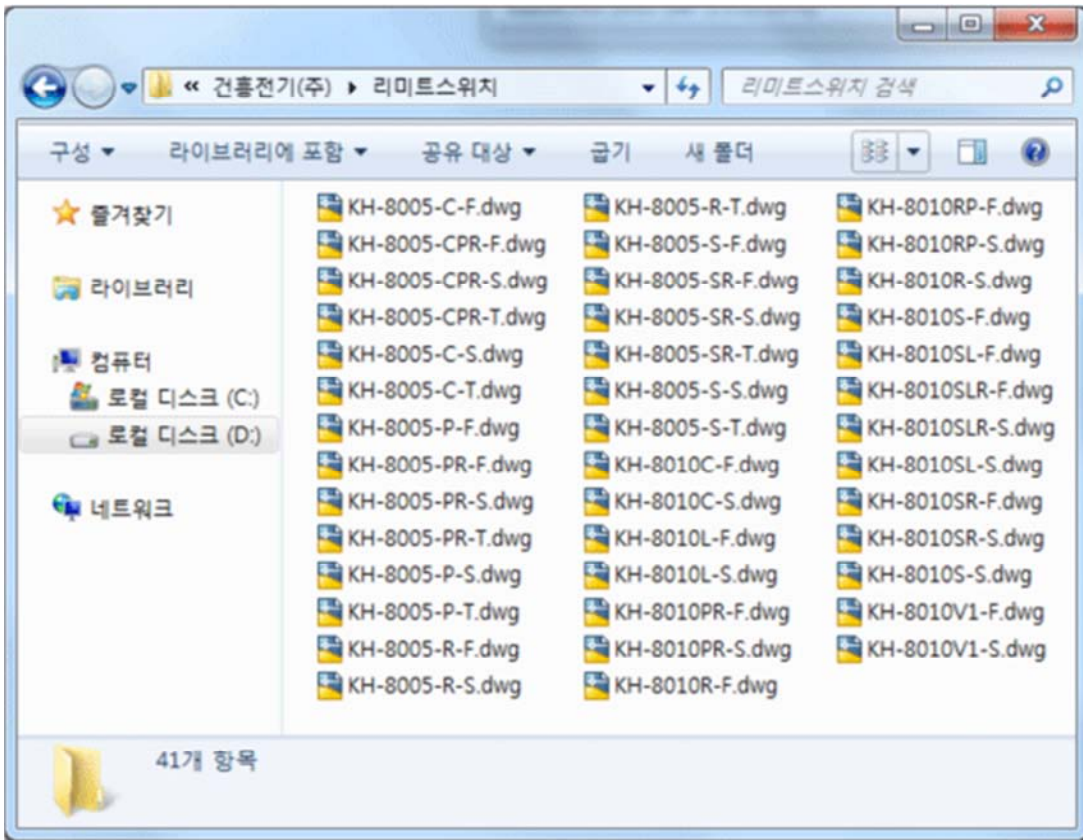 « 건흥전기(주) ▸ 리미트스위치
리미트스위치 검색
구성 라이브러리에 포함 공유 대상 굽기 새 폴더
즐겨찾기
라이브러리
컴퓨터
로컬 디스크 (C:)
로컬 디스크 (D:)
네트워크
KH-8005-C-F.dwg
KH-8005-CPR-F.dwg
KH-8005-CPR-S.dwg
KH-8005-CPR-T.dwg
KH-8005-C-S.dwg
KH-8005-C-T.dwg
KH-8005-P-F.dwg
KH-8005-PR-F.dwg
KH-8005-PR-S.dwg
KH-8005-PR-T.dwg
KH-8005-P-S.dwg
KH-8005-P-T.dwg
KH-8005-R-F.dwg
KH-8005-R-S.dwg
KH-8005-R-T.dwg
KH-8005-S-F.dwg
KH-8005-SR-F.dwg
KH-8005-SR-S.dwg
KH-8005-SR-T.dwg
KH-8005-S-S.dwg
KH-8005-S-T.dwg
KH-8010C-F.dwg
KH-8010C-S.dwg
KH-8010L-F.dwg
KH-8010L-S.dwg
KH-8010PR-F.dwg
KH-8010PR-S.dwg
KH-8010R-F.dwg
KH-8010RP-F.dwg
KH-8010RP-S.dwg
KH-8010R-S.dwg
KH-8010S-F.dwg
KH-8010SL-F.dwg
KH-8010SLR-F.dwg
KH-8010SLR-S.dwg
KH-8010SL-S.dwg
KH-8010SR-F.dwg
KH-8010SR-S.dwg
KH-8010S-S.dwg
KH-8010V1-F.dwg
KH-8010V1-S.dwg
41개 항목